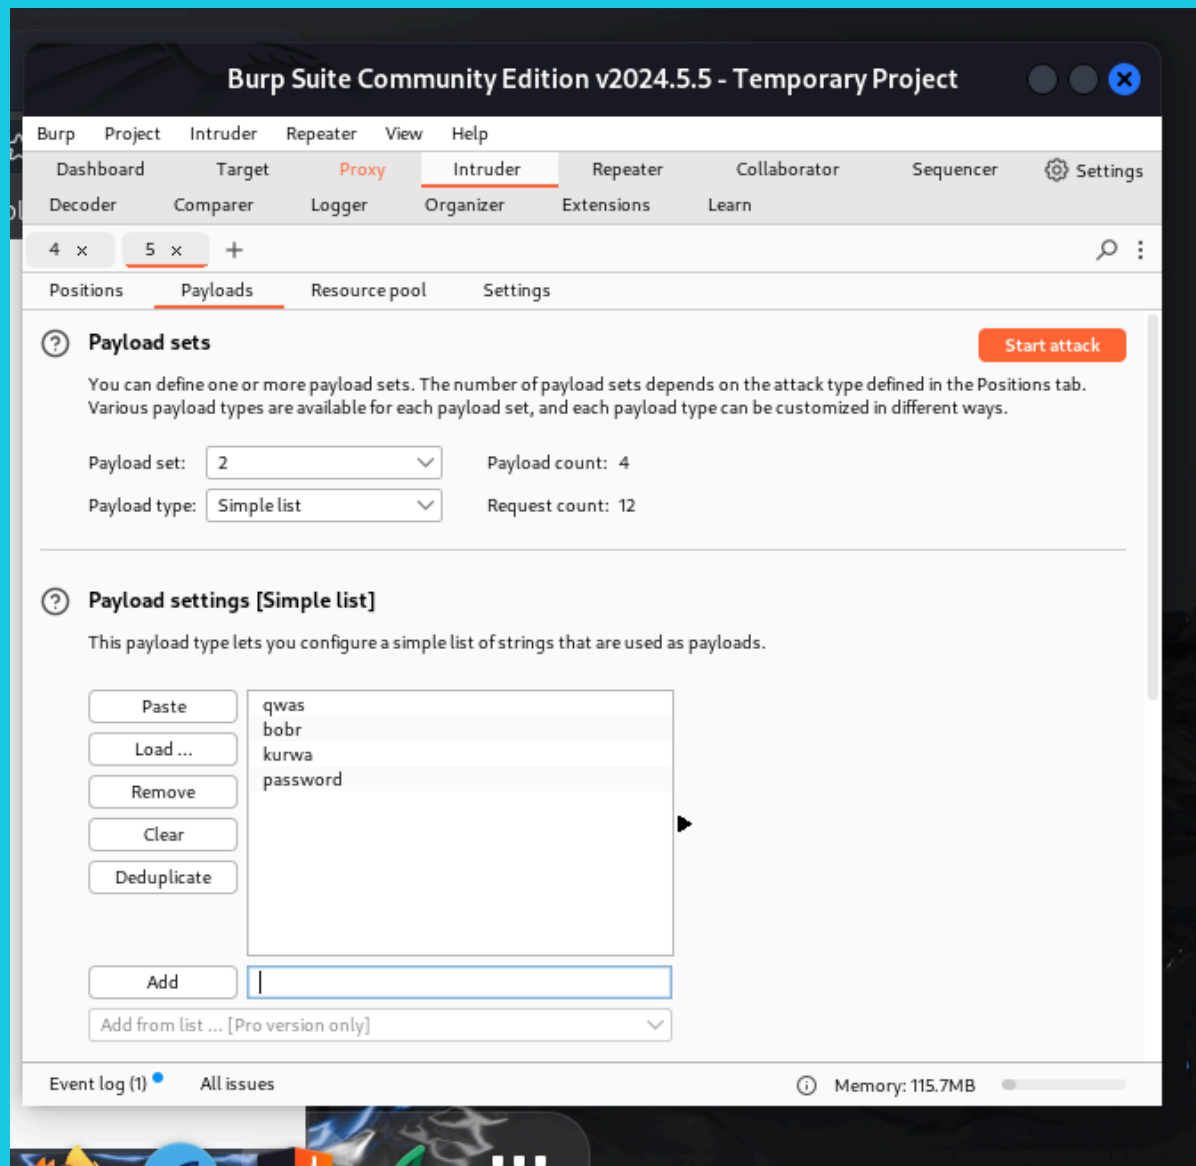 Burp Suite Community Edition v2024.5.5 - Temporary Project
Burp Project Intruder Repeater View Help
Dashboard Target Proxy Intruder Repeater Collaborator Sequencer Settings
Decoder Comparer Logger Organizer Extensions Learn
4 × 5 × +
Positions Payloads Resource pool Settings
Payload sets
Start attack
You can define one or more payload sets. The number of payload sets depends on the attack type defined in the Positions tab.
Various payload types are available for each payload set, and each payload type can be customized in different ways.
Payload set: 2 Payload count: 4
Payload type: Simple list Request count: 12
Payload settings [Simple list]
This payload type lets you configure a simple list of strings that are used as payloads.
Paste
Load ...
Remove
Clear
Deduplicate
qwas
bobr
kurwa
password
Add
Add from list ... [Pro version only]
Event log (1) All issues Memory: 115.7MB